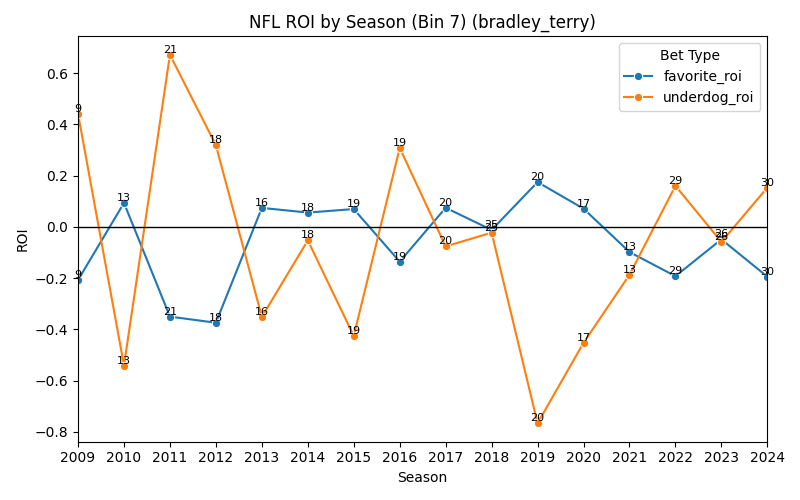 NFL ROI by Season (Bin 7) (bradley_terry)
Bet Type
favorite_roi
underdog_roi
ROI
0.6
0.4
0.2
0.0
−0.2
−0.4
−0.6
−0.8
9 13 21 18 16 18 19 19 20 25 20 17 13 29 26 30
9 13 21 18 16 18 19 19 20 25 20 17 13 29 26 30
2009 2010 2011 2012 2013 2014 2015 2016 2017 2018 2019 2020 2021 2022 2023 2024
Season